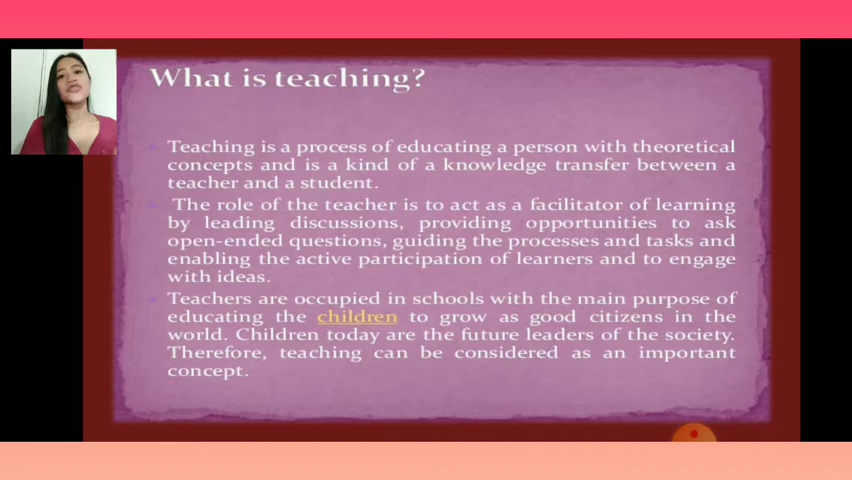 What is teaching?
Teaching is a process of educating a person with theoretical
concepts and is a kind of a knowledge transfer between a
teacher and a student.
The role of the teacher is to act as a facilitator of learning
by leading discussions, providing opportunities to ask
open-ended questions, guiding the processes and tasks and
enabling the active participation of learners and to engage
with ideas.
Teachers are occupied in schools with the main purpose of
educating the children to grow as good citizens in the
world. Children today are the future leaders of the society.
Therefore, teaching can be considered as an important
concept.